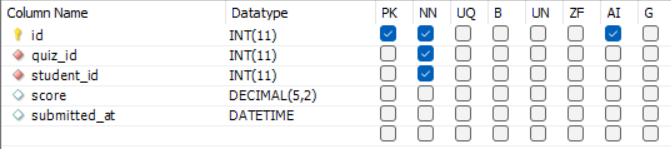 Column Name Datatype PK NN UQ B UN ZF AI G
id INT(11)
quiz_id INT(11)
student_id INT(11)
score DECIMAL(5,2)
submitted_at DATETIME